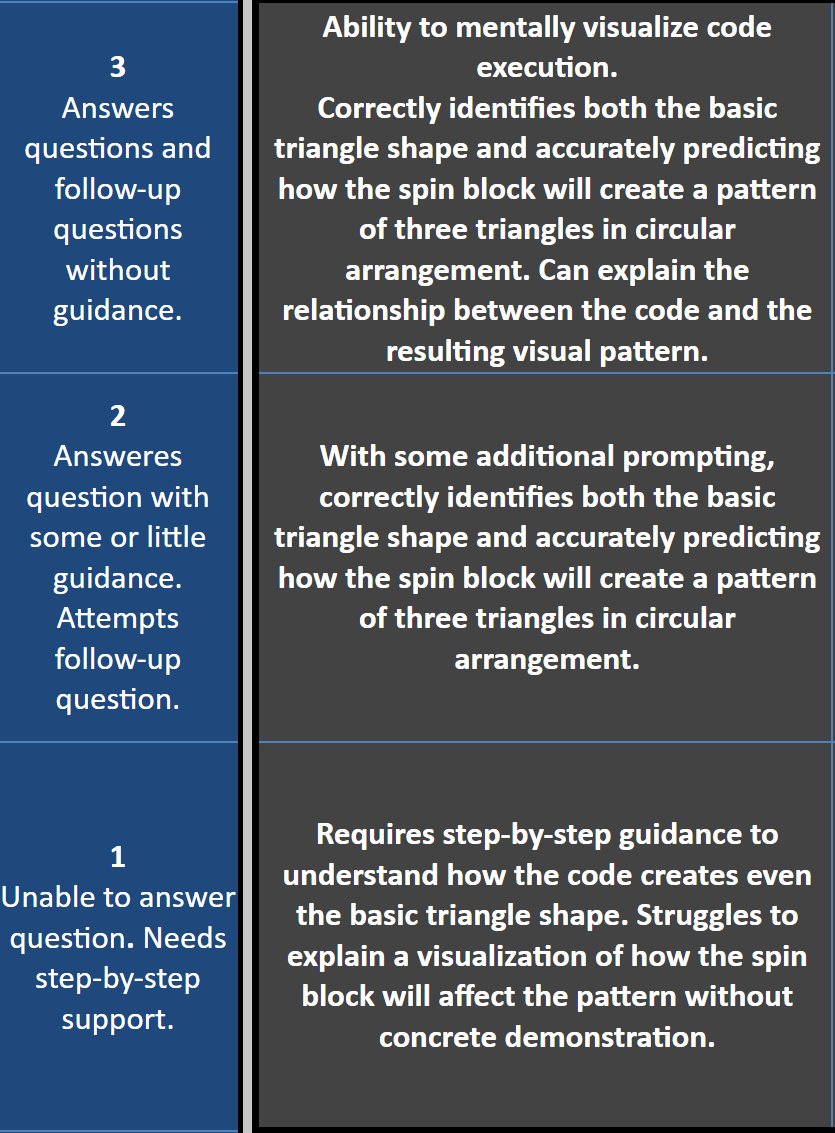 3
Answers
questions and
follow-up
questions
without
guidance.
Ability to mentally visualize code
execution.
Correctly identifies both the basic
triangle shape and accurately predicting
how the spin block will create a pattern
of three triangles in circular
arrangement. Can explain the
relationship between the code and the
resulting visual pattern.
2
Answeres
question with
some or little
guidance.
Attempts
follow-up
question.
With some additional prompting,
correctly identifies both the basic
triangle shape and accurately predicting
how the spin block will create a pattern
of three triangles in circular
arrangement.
1
Unable to answer
question. Needs
step-by-step
support.
Requires step-by-step guidance to
understand how the code creates even
the basic triangle shape. Struggles to
explain a visualization of how the spin
block will affect the pattern without
concrete demonstration.